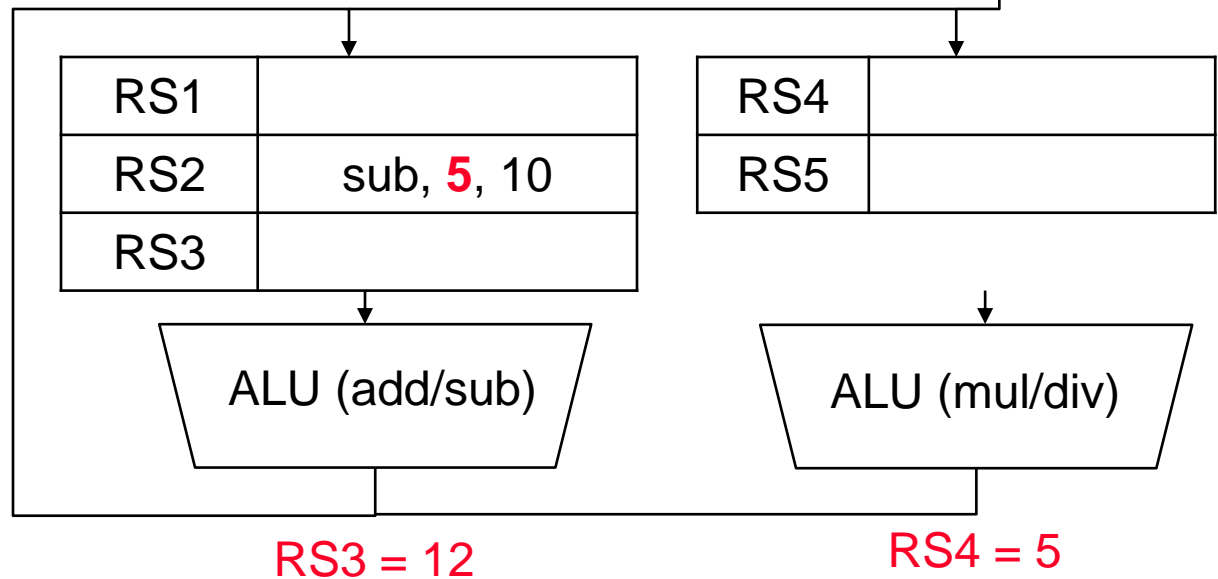 RS1
RS2 sub, 5, 10
RS3
RS4
RS5
ALU (add/sub)
ALU (mul/div)
RS3 = 12
RS4 = 5